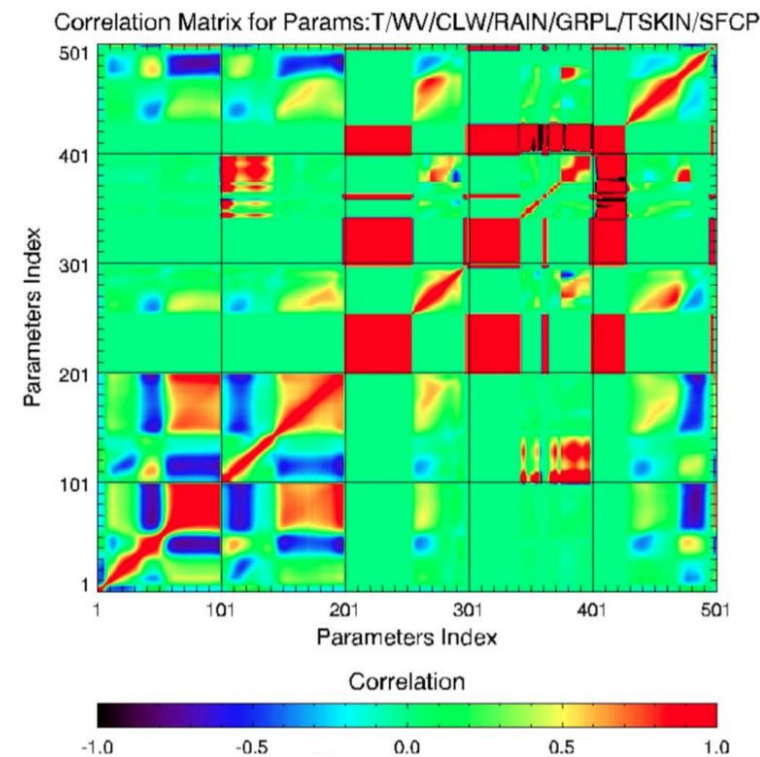 Correlation Matrix for Params:T/WV/CLW/RAIN/GRPL/TSKIN/SFCP
501
401
301
201
101
1
Parameters Index
1 101 201 301 401 501
Parameters Index
Correlation
-1.0 -0.5 0.0 0.5 1.0